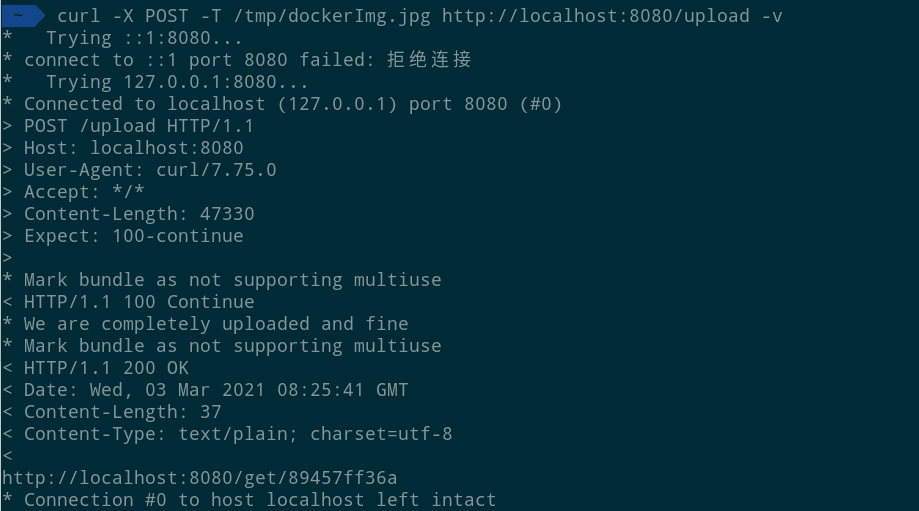 ~ curl -X POST -T /tmp/dockerImg.jpg http://localhost:8080/upload -v
*   Trying ::1:8080...
* connect to ::1 port 8080 failed: 拒绝连接
*   Trying 127.0.0.1:8080...
* Connected to localhost (127.0.0.1) port 8080 (#0)
> POST /upload HTTP/1.1
> Host: localhost:8080
> User-Agent: curl/7.75.0
> Accept: */*
> Content-Length: 47330
> Expect: 100-continue
>
* Mark bundle as not supporting multiuse
< HTTP/1.1 100 Continue
* We are completely uploaded and fine
* Mark bundle as not supporting multiuse
< HTTP/1.1 200 OK
< Date: Wed, 03 Mar 2021 08:25:41 GMT
< Content-Length: 37
< Content-Type: text/plain; charset=utf-8
<
http://localhost:8080/get/89457ff36a
* Connection #0 to host localhost left intact